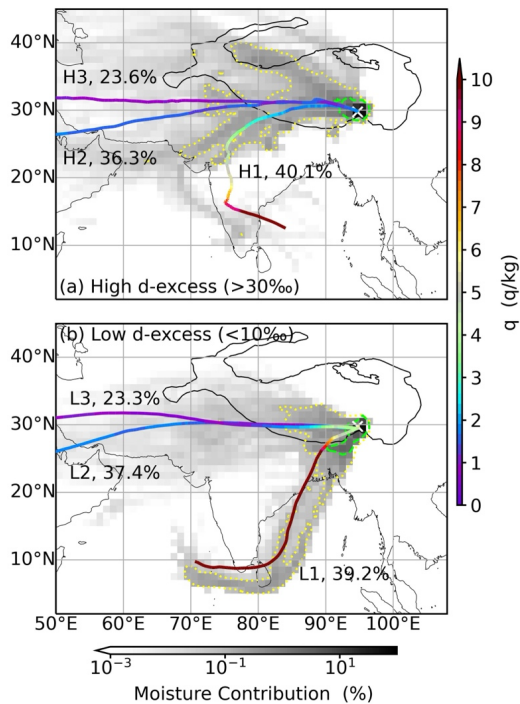 40°N
H3, 23.6%
30°N
H2, 36.3%
20°N
H1, 40.1%
10°N
(a) High d-excess (>30‰)
(b) Low d-excess (<10‰)
40°N
L3, 23.3%
30°N
L2, 37.4%
20°N
10°N
L1, 39.2%
50°E 60°E 70°E 80°E 90°E 100°E
10⁻³ 10⁻¹ 10¹
Moisture Contribution (%)
10
9
8
7
6
5
4
3
2
1
0
q (q/kg)